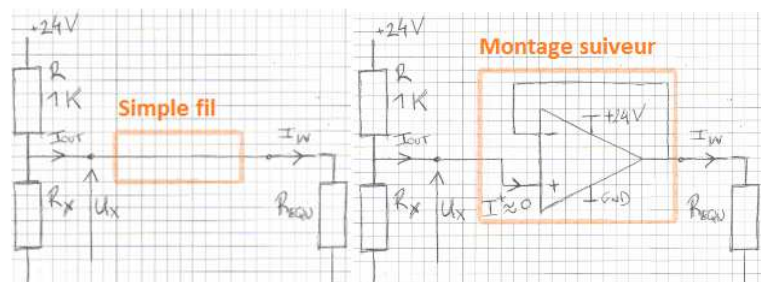 +24V
R
1K
Simple fil
IOUT
IIN
RX
UX
REQU
+24V
Montage suiveur
R
1K
-
+24V
IOUT
IIN
+
I+≈0
GND
RX
UX
REQU